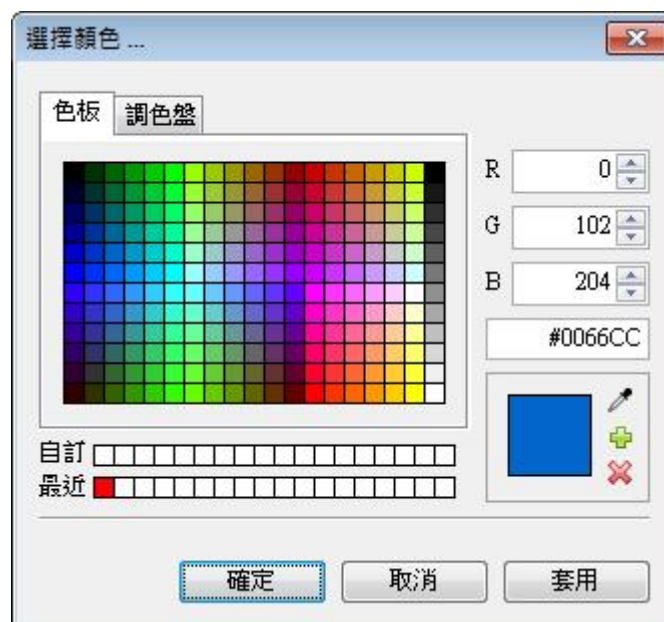 選擇顏色 ...
色板 調色盤
R 0
G 102
B 204
#0066CC
自訂
最近
確定 取消 套用